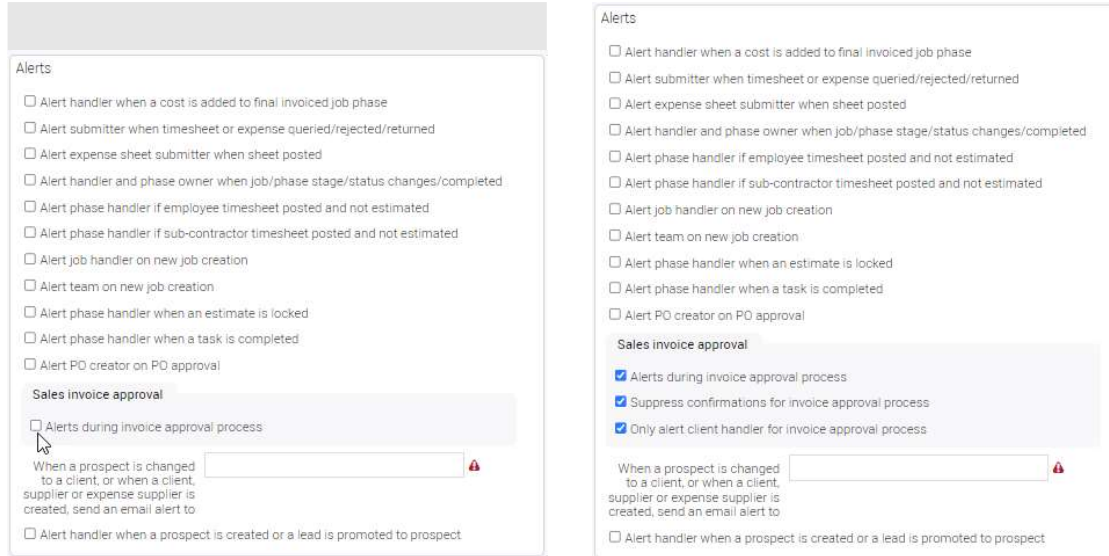 Alerts
Alert handler when a cost is added to final invoiced job phase
Alert submitter when timesheet or expense queried/rejected/returned
Alert expense sheet submitter when sheet posted
Alert handler and phase owner when job/phase stage/status changes/completed
Alert phase handler if employee timesheet posted and not estimated
Alert phase handler if sub-contractor timesheet posted and not estimated
Alert job handler on new job creation
Alert team on new job creation
Alert phase handler when an estimate is locked
Alert phase handler when a task is completed
Alert PO creator on PO approval
Sales invoice approval
Alerts during invoice approval process
When a prospect is changed
to a client, or when a client,
supplier or expense supplier is
created, send an email alert to
Alert handler when a prospect is created or a lead is promoted to prospect
Alerts
Alert handler when a cost is added to final invoiced job phase
Alert submitter when timesheet or expense queried/rejected/returned
Alert expense sheet submitter when sheet posted
Alert handler and phase owner when job/phase stage/status changes/completed
Alert phase handler if employee timesheet posted and not estimated
Alert phase handler if sub-contractor timesheet posted and not estimated
Alert job handler on new job creation
Alert team on new job creation
Alert phase handler when an estimate is locked
Alert phase handler when a task is completed
Alert PO creator on PO approval
Sales invoice approval
Alerts during invoice approval process
Suppress confirmations for invoice approval process
Only alert client handler for invoice approval process
When a prospect is changed
to a client, or when a client,
supplier or expense supplier is
created, send an email alert to
Alert handler when a prospect is created or a lead is promoted to prospect